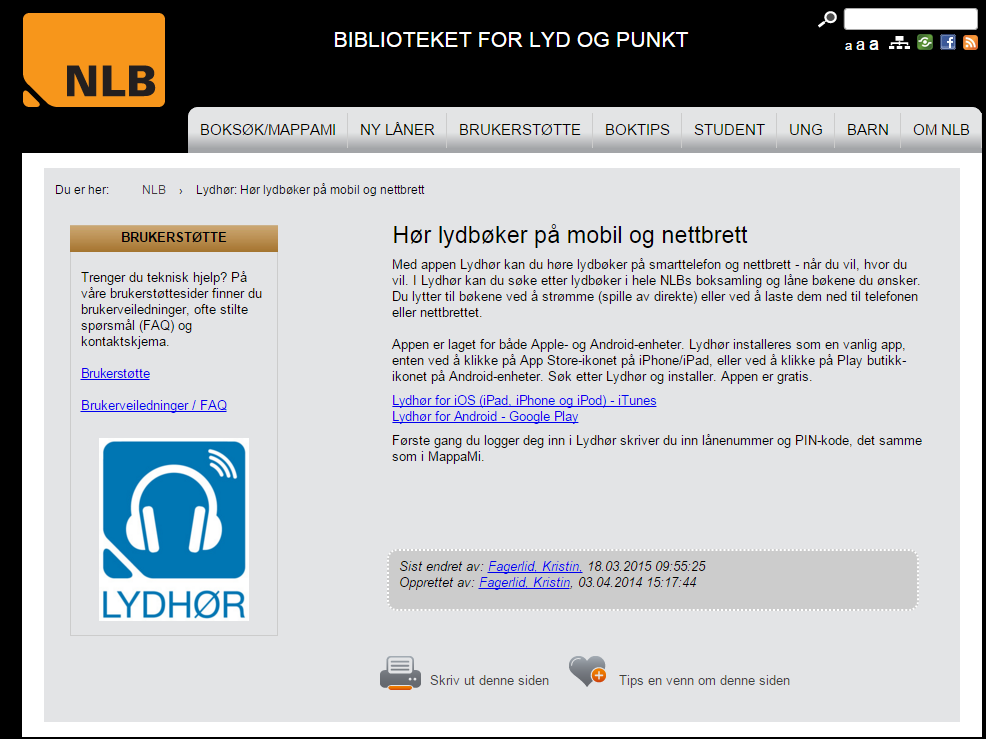 NLB
BIBLIOTEKET FOR LYD OG PUNKT
a a a
BOKSØK/MAPPAMI NY LÅNER BRUKERSTØTTE BOKTIPS STUDENT UNG BARN OM NLB
Du er her: NLB › Lydhør: Hør lydbøker på mobil og nettbrett
BRUKERSTØTTE
Trenger du teknisk hjelp? På
våre brukerstøttesider finner du
brukerveiledninger, ofte stilte
spørsmål (FAQ) og
kontaktskjema.
Brukerstøtte
Brukerveiledninger / FAQ
LYDHØR
Hør lydbøker på mobil og nettbrett
Med appen Lydhør kan du høre lydbøker på smarttelefon og nettbrett - når du vil, hvor du
vil. I Lydhør kan du søke etter lydbøker i hele NLBs boksamling og låne bøkene du ønsker.
Du lytter til bøkene ved å strømme (spille av direkte) eller ved å laste dem ned til telefonen
eller nettbrettet.
Appen er laget for både Apple- og Android-enheter. Lydhør installeres som en vanlig app,
enten ved å klikke på App Store-ikonet på iPhone/iPad, eller ved å klikke på Play butikk-
ikonet på Android-enheter. Søk etter Lydhør og installer. Appen er gratis.
Lydhør for iOS (iPad, iPhone og iPod) - iTunes
Lydhør for Android - Google Play
Første gang du logger deg inn i Lydhør skriver du inn lånenummer og PIN-kode, det samme
som i MappaMi.
Sist endret av: Fagerlid, Kristin, 18.03.2015 09:55:25
Opprettet av: Fagerlid, Kristin, 03.04.2014 15:17:44
Skriv ut denne siden
Tips en venn om denne siden